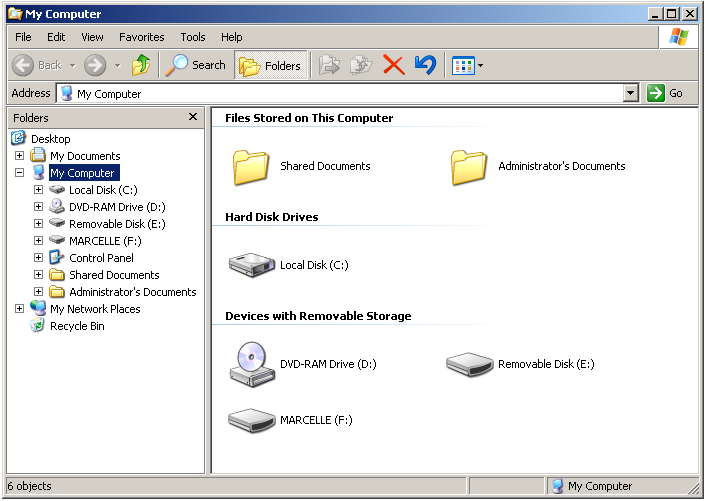 My Computer
File Edit View Favorites Tools Help
Back Search Folders
Address My Computer Go
Folders
Desktop
My Documents
My Computer
Local Disk (C:)
DVD-RAM Drive (D:)
Removable Disk (E:)
MARCELLE (F:)
Control Panel
Shared Documents
Administrator's Documents
My Network Places
Recycle Bin
Files Stored on This Computer
Shared Documents Administrator's Documents
Hard Disk Drives
Local Disk (C:)
Devices with Removable Storage
DVD-RAM Drive (D:) Removable Disk (E:)
MARCELLE (F:)
6 objects My Computer